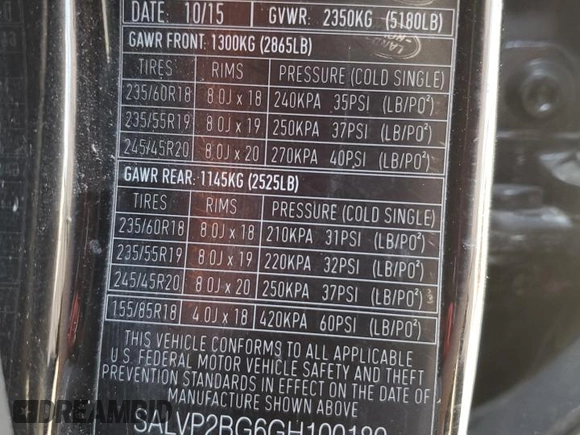 DATE: 10/15 GVWR: 2350KG (5180LB)
GAWR FRONT: 1300KG (2865LB)
TIRES RIMS PRESSURE (COLD SINGLE)
235/60R18 8.0J x 18 240KPA 35PSI (LB/PO²)
235/55R19 8.0J x 19 250KPA 37PSI (LB/PO²)
245/45R20 8.0J x 20 270KPA 40PSI (LB/PO²)
GAWR REAR: 1145KG (2525LB)
TIRES RIMS PRESSURE (COLD SINGLE)
235/60R18 8.0J x 18 210KPA 31PSI (LB/PO²)
235/55R19 8.0J x 19 220KPA 32PSI (LB/PO²)
245/45R20 8.0J x 20 250KPA 37PSI (LB/PO²)
155/85R18 4.0J x 18 420KPA 60PSI (LB/PO²)
THIS VEHICLE CONFORMS TO ALL APPLICABLE
U.S. FEDERAL MOTOR VEHICLE SAFETY AND THEFT
PREVENTION STANDARDS IN EFFECT ON THE DATE OF
MANUFACTURE SHOWN ABOVE
SALVP2BG6GH100180
DREAMBID